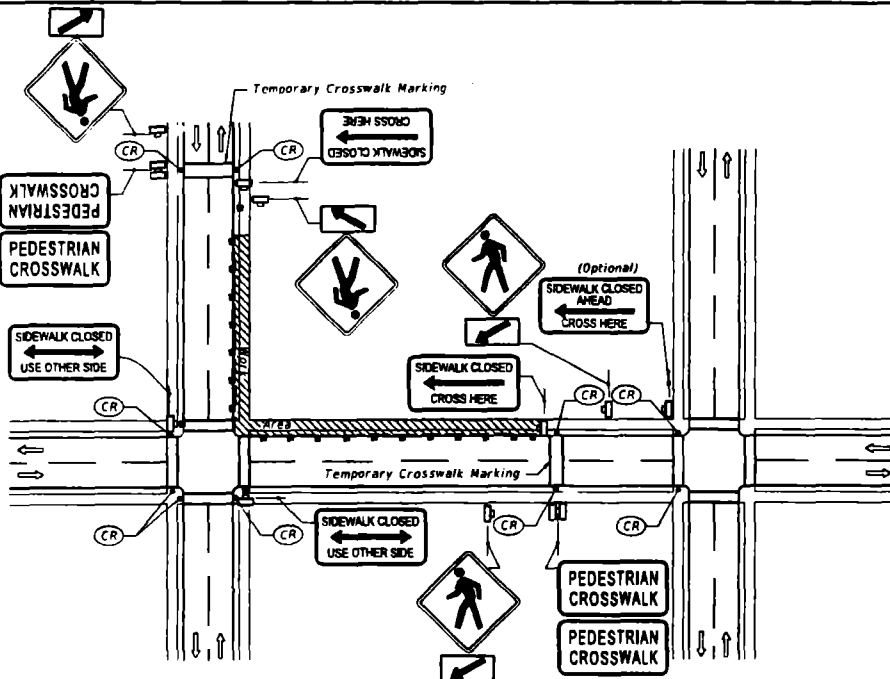 Temporary Crosswalk Marking
SIDEWALK CLOSED
CROSS HERE
CR
CR
PEDESTRIAN
CROSSWALK
PEDESTRIAN
CROSSWALK
(Optional)
SIDEWALK CLOSED
AHEAD
CROSS HERE
SIDEWALK CLOSED
USE OTHER SIDE
SIDEWALK CLOSED
CROSS HERE
CR
CR
CR
Area
Temporary Crosswalk Marking
CR
CR
SIDEWALK CLOSED
USE OTHER SIDE
CR
CR
PEDESTRIAN
CROSSWALK
PEDESTRIAN
CROSSWALK